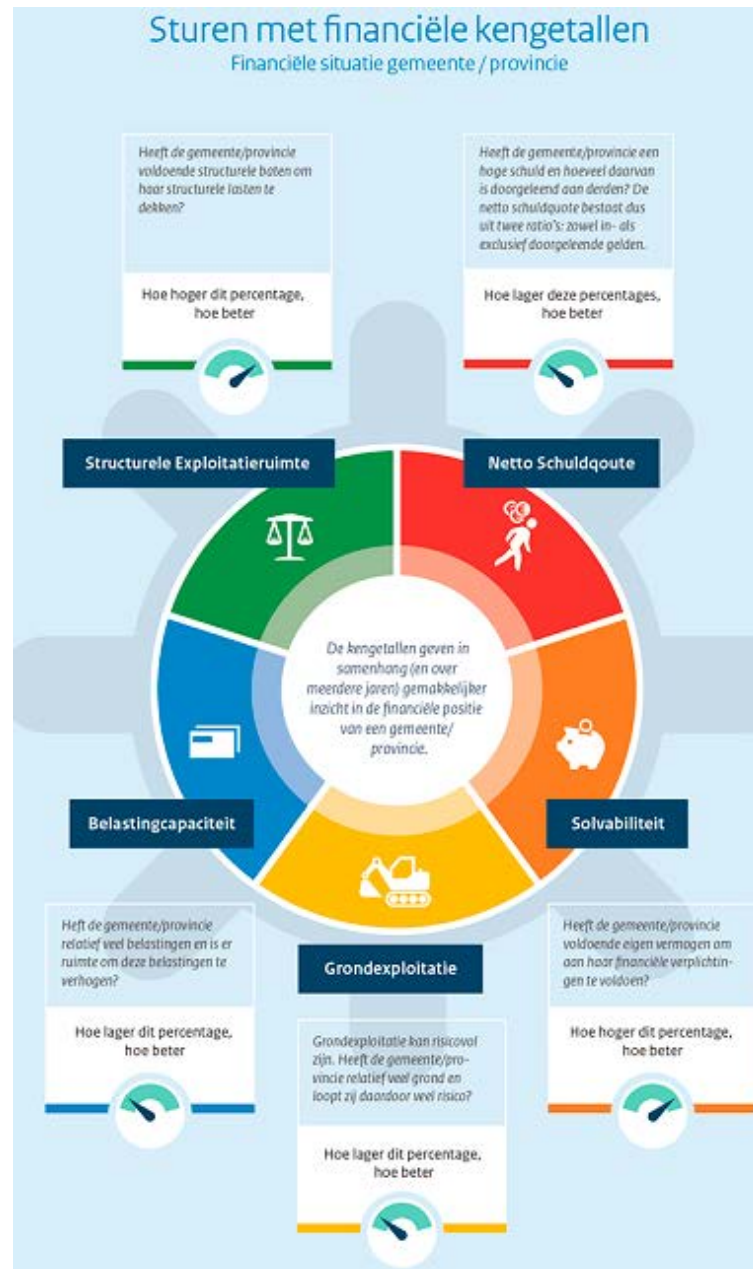 Sturen met financiële kengetallen
Financiële situatie gemeente / provincie
Heeft de gemeente/provincie
voldoende structurele baten om
haar structurele lasten te
dekken?
Hoe hoger dit percentage,
hoe beter
Heeft de gemeente/provincie een
hoge schuld en hoeveel daarvan
is doorgeleend aan derden? De
netto schuldquote bestaat dus
uit twee ratio's: zowel in- als
exclusief doorgeleende gelden.
Hoe lager deze percentages,
hoe beter
Structurele Exploitatieruimte
Netto Schuldqoute
De kengetallen geven in
samenhang (en over
meerdere jaren) gemakkelijker
inzicht in de financiële positie
van een gemeente/
provincie.
Belastingcapaciteit
Solvabiliteit
Grondexploitatie
Heft de gemeente/provincie
relatief veel belastingen en is er
ruimte om deze belastingen te
verhogen?
Hoe lager dit percentage,
hoe beter
Grondexploitatie kan risicovol
zijn. Heeft de gemeente/pro-
vincie relatief veel grond en
loopt zij daardoor veel risico?
Hoe lager dit percentage,
hoe beter
Heeft de gemeente/provincie
voldoende eigen vermogen om
aan haar financiële verplichtin-
gen te voldoen?
Hoe hoger dit percentage,
hoe beter